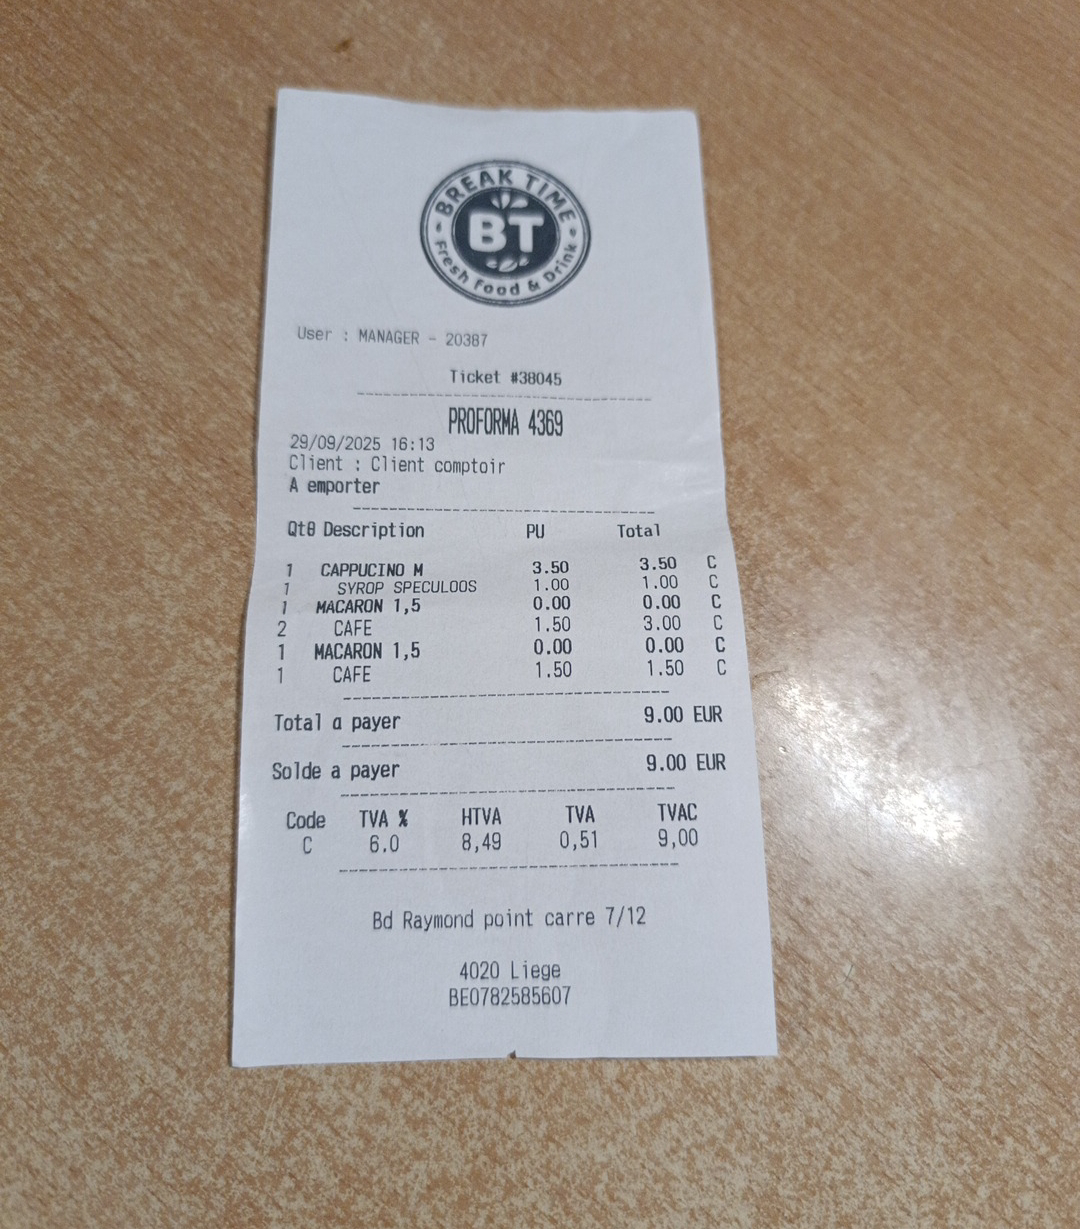 BREAK TIME
BT
Fresh Food & Drink
User : MANAGER - 20387
Ticket #38045
PROFORMA 4369
29/09/2025 16:13
Client : Client comptoir
A emporter
Qtθ Description PU Total
1 CAPPUCINO M 3.50 3.50 C
1 SYROP SPECULOOS 1.00 1.00 C
1 MACARON 1,5 0.00 0.00 C
2 CAFE 1.50 3.00 C
1 MACARON 1,5 0.00 0.00 C
1 CAFE 1.50 1.50 C
Total a payer 9.00 EUR
Solde a payer 9.00 EUR
Code TVA % HTVA TVA TVAC
C 6.0 8,49 0,51 9,00
Bd Raymond point carre 7/12
4020 Liege
BE0782585607